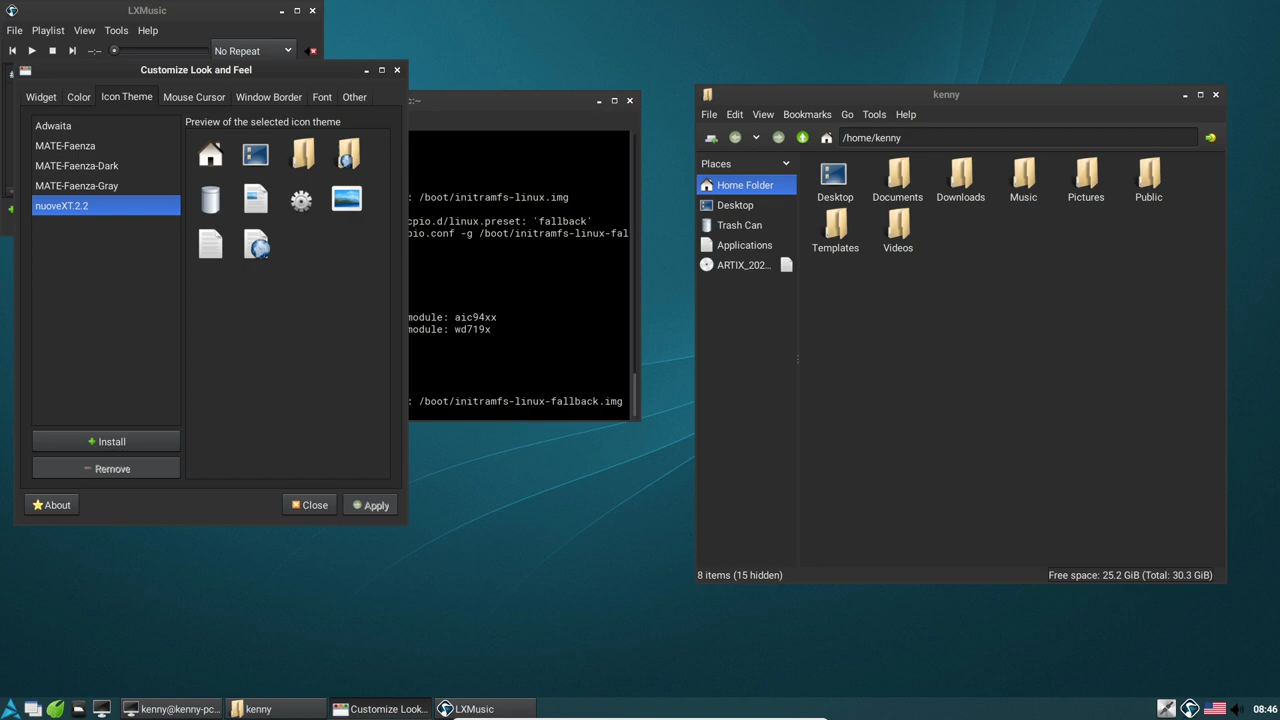 LXMusic
File Playlist View Tools Help
--:-- No Repeat
Customize Look and Feel
Widget Color Icon Theme Mouse Cursor Window Border Font Other
Adwaita
MATE-Faenza
MATE-Faenza-Dark
MATE-Faenza-Gray
nuoveXT.2.2
Preview of the selected icon theme
Install
Remove
About Close Apply
c:~
: /boot/initramfs-linux.img
cpio.d/linux.preset: 'fallback'
pio.conf -g /boot/initramfs-linux-fal
module: aic94xx
module: wd719x
: /boot/initramfs-linux-fallback.img
kenny
File Edit View Bookmarks Go Tools Help
/home/kenny
Places
Home Folder
Desktop
Trash Can
Applications
ARTIX_202...
Desktop Documents Downloads Music Pictures Public
Templates Videos
8 items (15 hidden) Free space: 25.2 GiB (Total: 30.3 GiB)
kenny@kenny-pc... kenny Customize Look... LXMusic 08:46